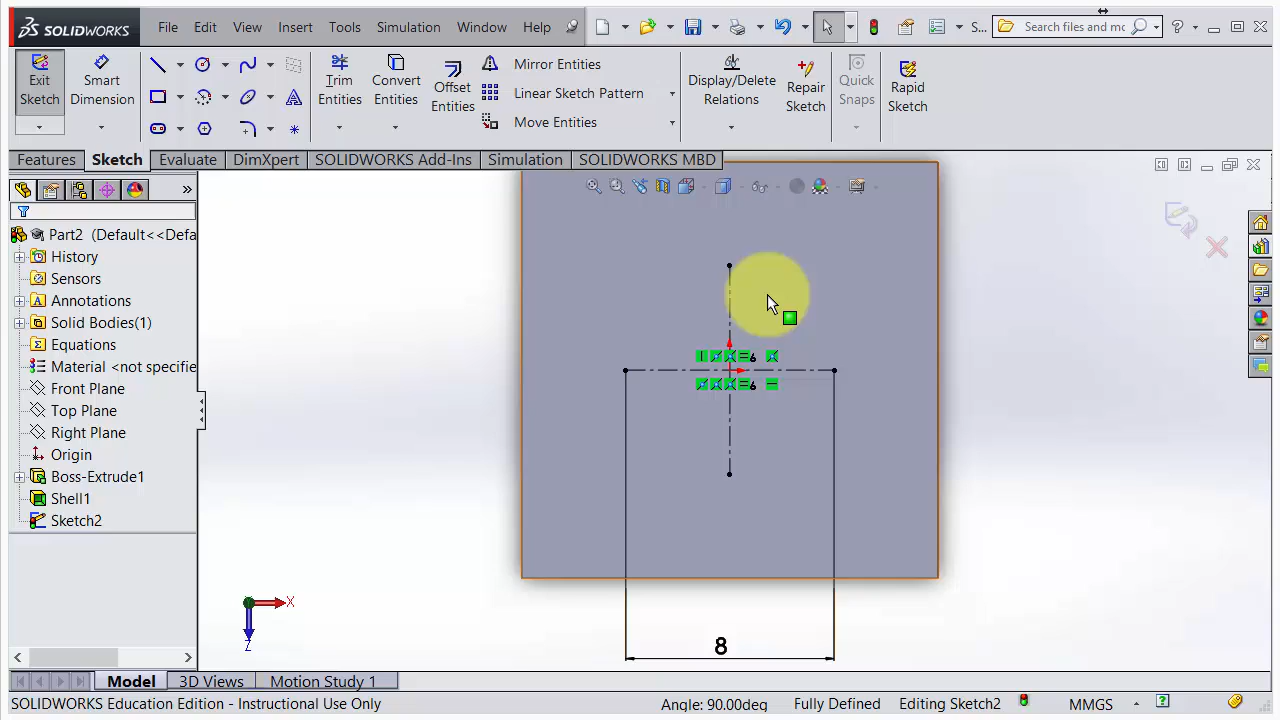 SOLIDWORKS File Edit View Insert Tools Simulation Window Help S... Search files and mc ?
Exit Sketch
Smart Dimension
Trim Entities
Convert Entities
Offset Entities
Mirror Entities
Linear Sketch Pattern
Move Entities
Display/Delete Relations
Repair Sketch
Quick Snaps
Rapid Sketch
Features Sketch Evaluate DimXpert SOLIDWORKS Add-Ins Simulation SOLIDWORKS MBD
Part2 (Default<<Defa
History
Sensors
Annotations
Solid Bodies(1)
Equations
Material <not specifie
Front Plane
Top Plane
Right Plane
Origin
Boss-Extrude1
Shell1
Sketch2
6
6
8
X
Z
Model 3D Views Motion Study 1
SOLIDWORKS Education Edition - Instructional Use Only Angle: 90.00deg Fully Defined Editing Sketch2 MMGS ?